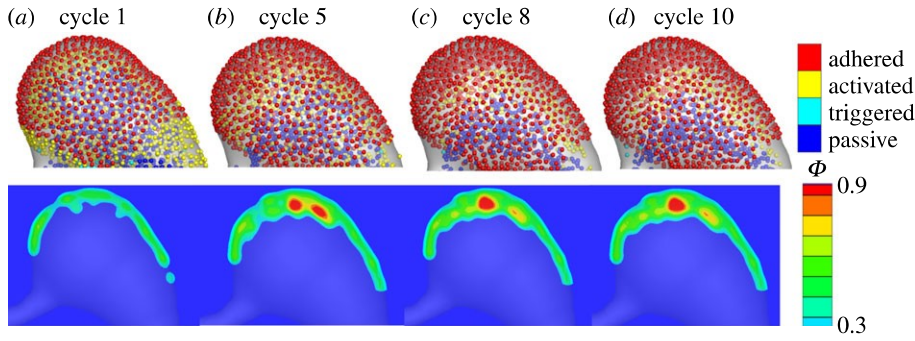 (a) cycle 1 (b) cycle 5 (c) cycle 8 (d) cycle 10
adhered
activated
triggered
passive
Φ
0.9
0.3